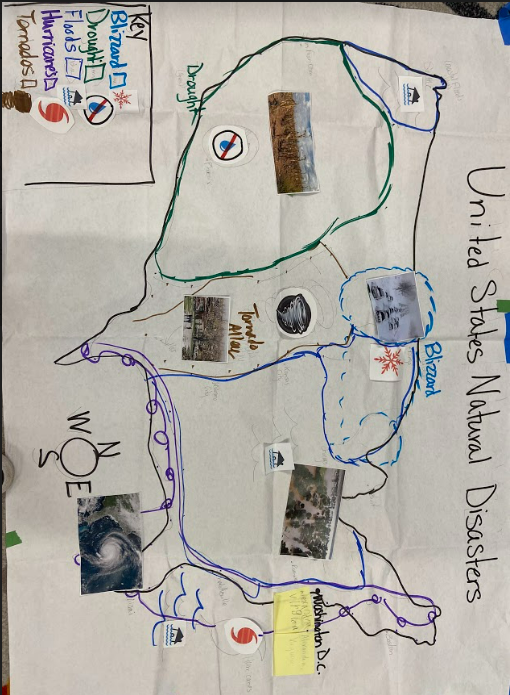 United States Natural Disasters
Key
Blizzard
Drought
Floods
Hurricanes
Tornados
Drought
Tornado
Alley
Blizzard
Washington D.C.
N
W
E
S